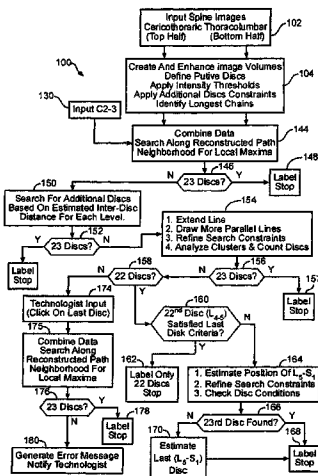 Input Spine Images
Cericothoraric Thoracolumbar
(Top Half) (Bottom Half)
102
100
Create And Enhance Image Volumes
Define Putive Discs
Apply Intensity Thresholds
Apply Additional Discs Constraints
Identify Longest Chains
104
130
Input C2-3
Combine Data
Search Along Reconstructed Path
Neighborhood For Local Maxima
144
146
148
23 Discs?
N
Y
Label
Stop
150
Search For Additional Discs
Based On Estimated Inter-Disc
Distance For Each Level.
154
1. Extend Line
2. Draw More Parallel Lines
3. Refine Search Constraints
4. Analyze Clusters & Count Discs
152
23 Discs?
Y
N
Label
Stop
158
22 Discs?
N
Y
156
23 Discs?
N
Y
157
Label
Stop
174
Technologist Input
(Click On Last Disc)
160
22nd Disc (L4-5)
Satisfied Last
Disk Criteria?
Y
N
175
Combine Data
Search Along
Reconstructed Path
Neighborhood For
Local Maxima
162
Label Only
22 Discs
Stop
164
1. Estimate Position Of L5-S1
2. Refine Search Constraints
3. Check Disc Conditions
176
23 Discs?
Y
N
178
Label
Stop
166
23rd Disc Found?
N
Y
168
Label
Stop
170
Estimate
Last (L5-S1)
Disc
180
Generate Error Message
Notify Technologist